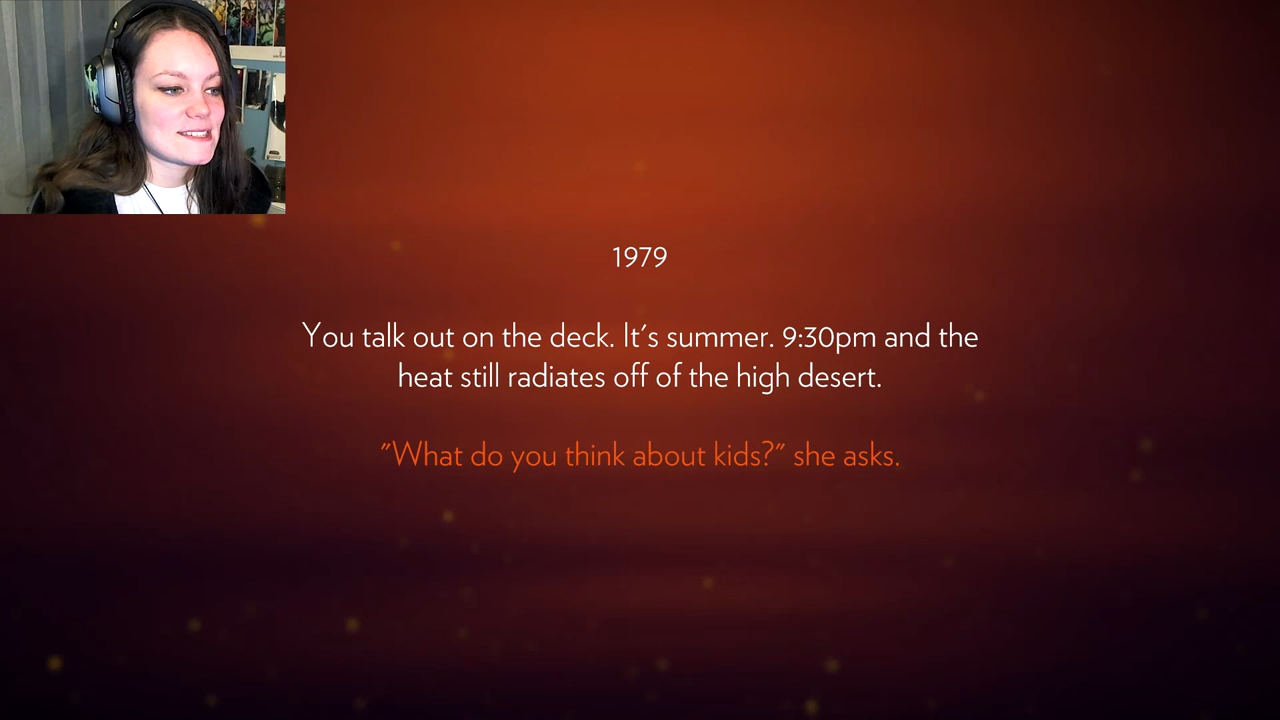 1979
You talk out on the deck. It's summer. 9:30pm and the
heat still radiates off of the high desert.
"What do you think about kids?" she asks.